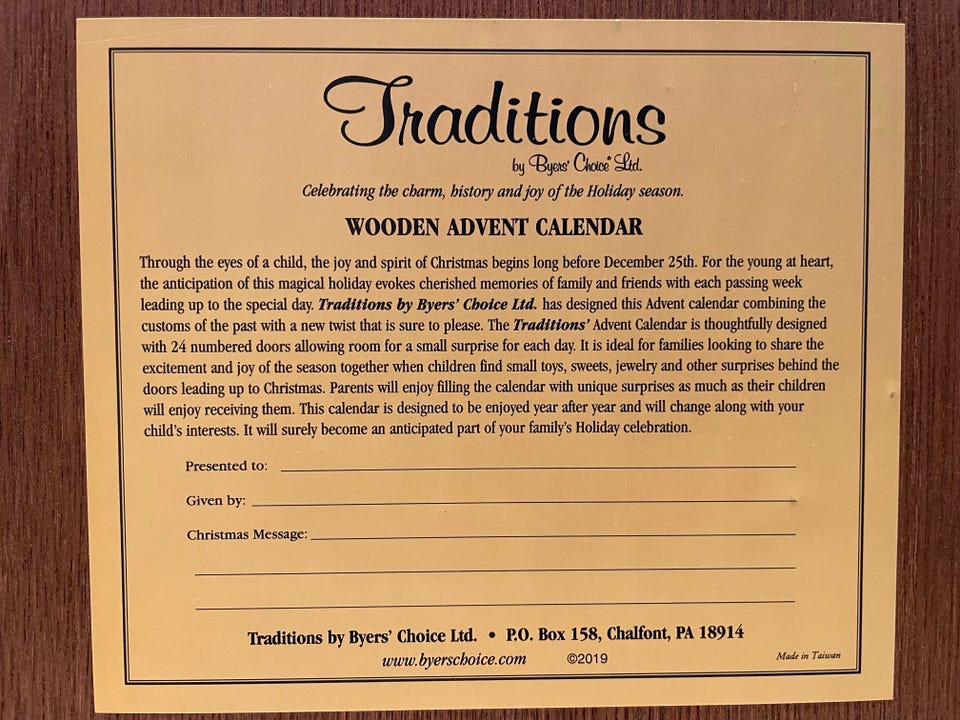 Traditions
by Byers' Choice® Ltd.
Celebrating the charm, history and joy of the Holiday season.
WOODEN ADVENT CALENDAR
Through the eyes of a child, the joy and spirit of Christmas begins long before December 25th. For the young at heart,
the anticipation of this magical holiday evokes cherished memories of family and friends with each passing week
leading up to the special day. Traditions by Byers' Choice Ltd. has designed this Advent calendar combining the
customs of the past with a new twist that is sure to please. The Traditions' Advent Calendar is thoughtfully designed
with 24 numbered doors allowing room for a small surprise for each day. It is ideal for families looking to share the
excitement and joy of the season together when children find small toys, sweets, jewelry and other surprises behind the
doors leading up to Christmas. Parents will enjoy filling the calendar with unique surprises as much as their children
will enjoy receiving them. This calendar is designed to be enjoyed year after year and will change along with your
child's interests. It will surely become an anticipated part of your family's Holiday celebration.
Presented to:
Given by:
Christmas Message:
Traditions by Byers' Choice Ltd. • P.O. Box 158, Chalfont, PA 18914
www.byerschoice.com ©2019 Made in Taiwan